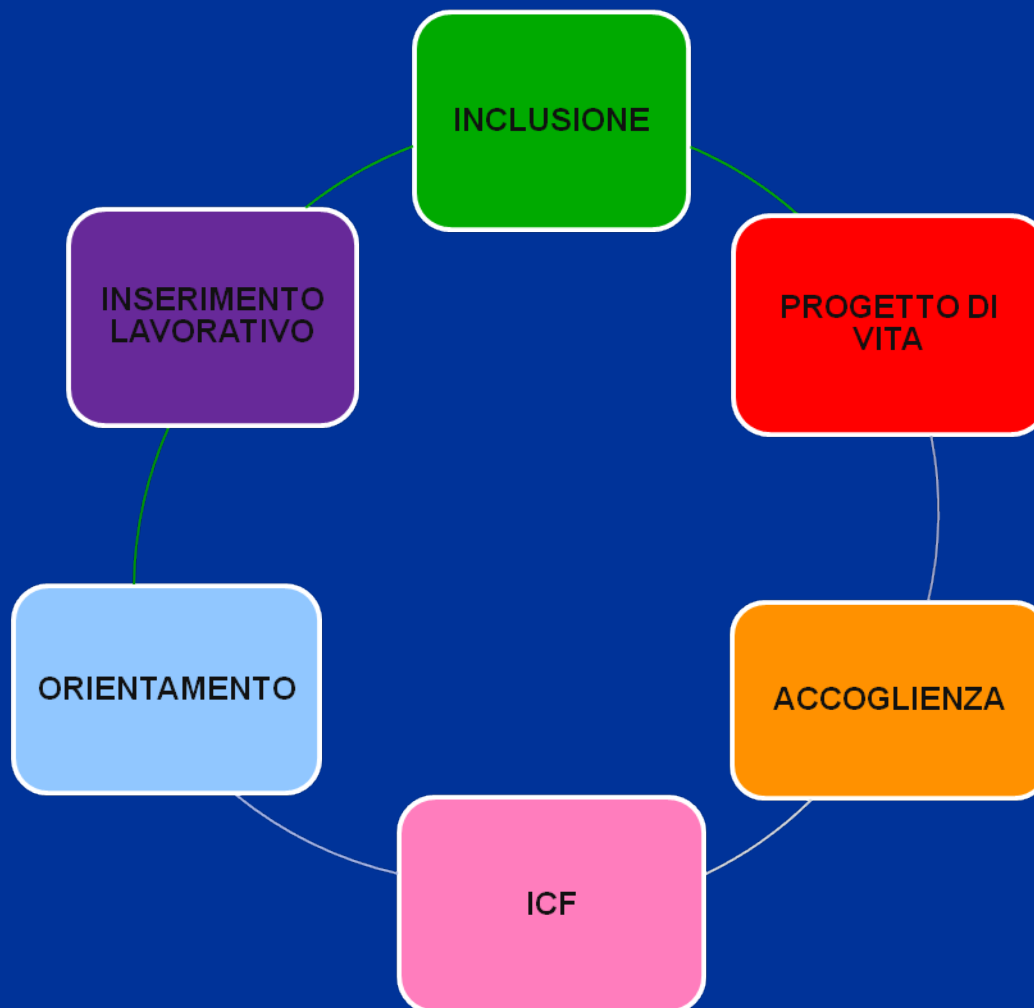 INCLUSIONE
PROGETTO DI
VITA
ACCOGLIENZA
ICF
ORIENTAMENTO
INSERIMENTO
LAVORATIVO